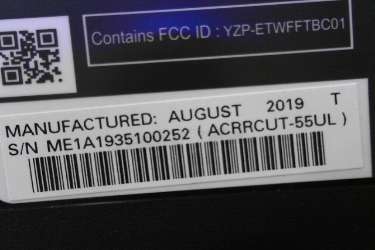 Contains FCC ID : YZP-ETWFFTBC01
MANUFACTURED: AUGUST 2019 T
S/N ME1A1935100252 ( ACRRCUT-55UL )